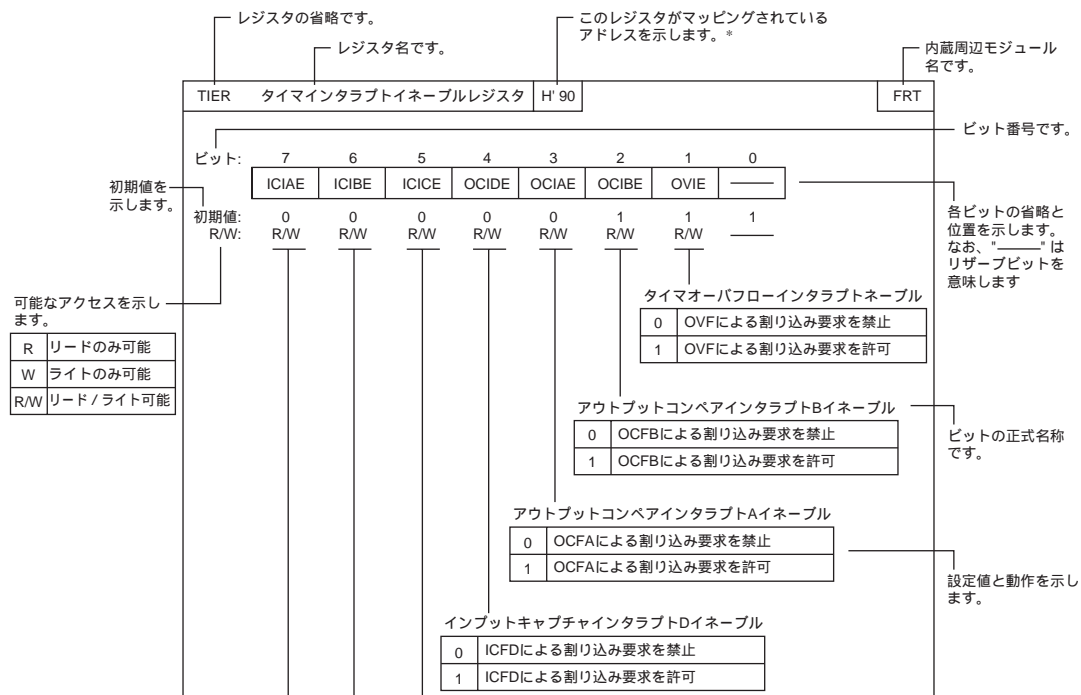 レジスタの省略です。
このレジスタがマッピングされている
アドレスを示します。*
レジスタ名です。
内蔵周辺モジュール
名です。
TIER タイマインタラプトイネーブルレジスタ H' 90 FRT
ビット番号です。
ビット: 7 6 5 4 3 2 1 0
ICIAE ICIBE ICICE OCIDE OCIAE OCIBE OVIE ―
初期値を
示します。
初期値: 0 0 0 0 0 1 1 1
R/W: R/W R/W R/W R/W R/W R/W R/W ―
各ビットの省略と
位置を示します。
なお、"―" は
リザーブビットを
意味します
可能なアクセスを示し
ます。
R リードのみ可能
W ライトのみ可能
R/W リード / ライト可能
タイマオーバフローインタラプトネーブル
0 OVFによる割り込み要求を禁止
1 OVFによる割り込み要求を許可
アウトプットコンペアインタラプトBイネーブル
0 OCFBによる割り込み要求を禁止
1 OCFBによる割り込み要求を許可
ビットの正式名称
です。
アウトプットコンペアインタラプトAイネーブル
0 OCFAによる割り込み要求を禁止
1 OCFAによる割り込み要求を許可
設定値と動作を示し
ます。
インプットキャプチャインタラプトDイネーブル
0 ICFDによる割り込み要求を禁止
1 ICFDによる割り込み要求を許可